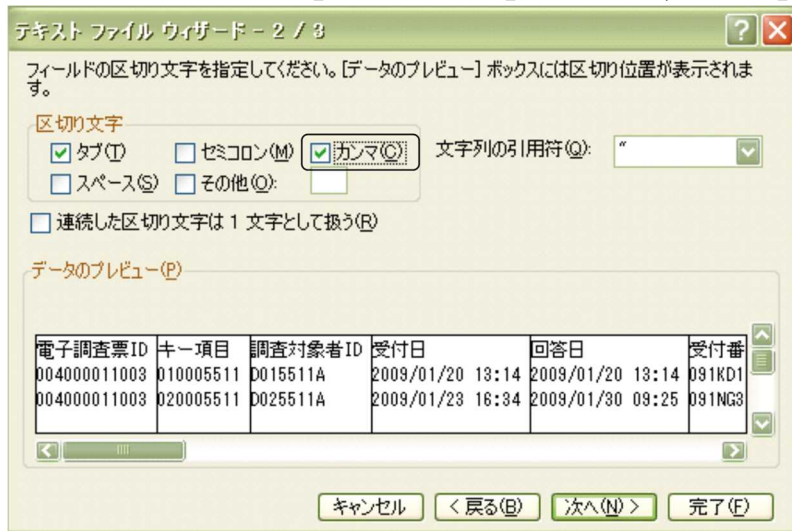 テキスト ファイル ウィザード - 2 / 3
フィールドの区切り文字を指定してください。[データのプレビュー] ボックスには区切り位置が表示されます。
区切り文字
タブ(T) セミコロン(M) カンマ(C) 文字列の引用符(Q): "
スペース(S) その他(O):
連続した区切り文字は 1 文字として扱う(R)
データのプレビュー(P)
電子調査票ID キー項目 調査対象者ID 受付日 回答日 受付番
004000011003 010005511 D015511A 2009/01/20 13:14 2009/01/20 13:14 091KD1
004000011003 020005511 D025511A 2009/01/23 16:34 2009/01/30 09:25 091NG3
キャンセル < 戻る(B) 次へ(N) > 完了(F)